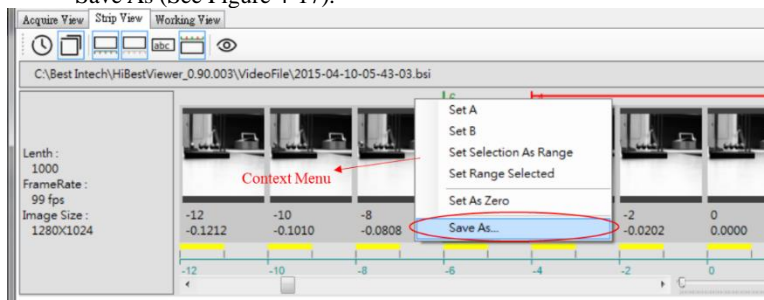 Save As (See Figure 4-17).
Acquire View Strip View Working View
abc
C:\Best Intech\HiBestViewer_0.90.003\VideoFile\2015-04-10-05-43-03.bsi
Lenth :
1000
FrameRate :
99 fps
Image Size :
1280X1024
Context Menu
Set A
Set B
Set Selection As Range
Set Range Selected
Set As Zero
Save As...
-12 -10 -8 -2 0
-0.1212 -0.1010 -0.0808 -0.0202 0.0000
-12 -10 -8 -6 -4 -2 0